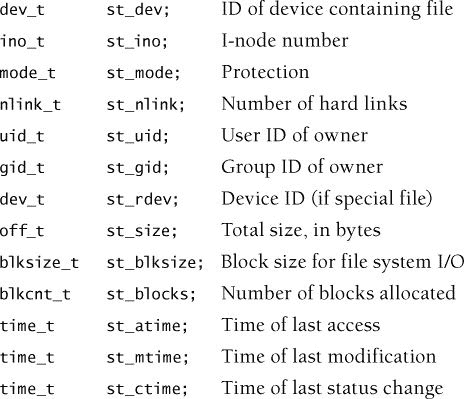 dev_t st_dev; ID of device containing file
ino_t st_ino; I-node number
mode_t st_mode; Protection
nlink_t st_nlink; Number of hard links
uid_t st_uid; User ID of owner
gid_t st_gid; Group ID of owner
dev_t st_rdev; Device ID (if special file)
off_t st_size; Total size, in bytes
blksize_t st_blksize; Block size for file system I/O
blkcnt_t st_blocks; Number of blocks allocated
time_t st_atime; Time of last access
time_t st_mtime; Time of last modification
time_t st_ctime; Time of last status change